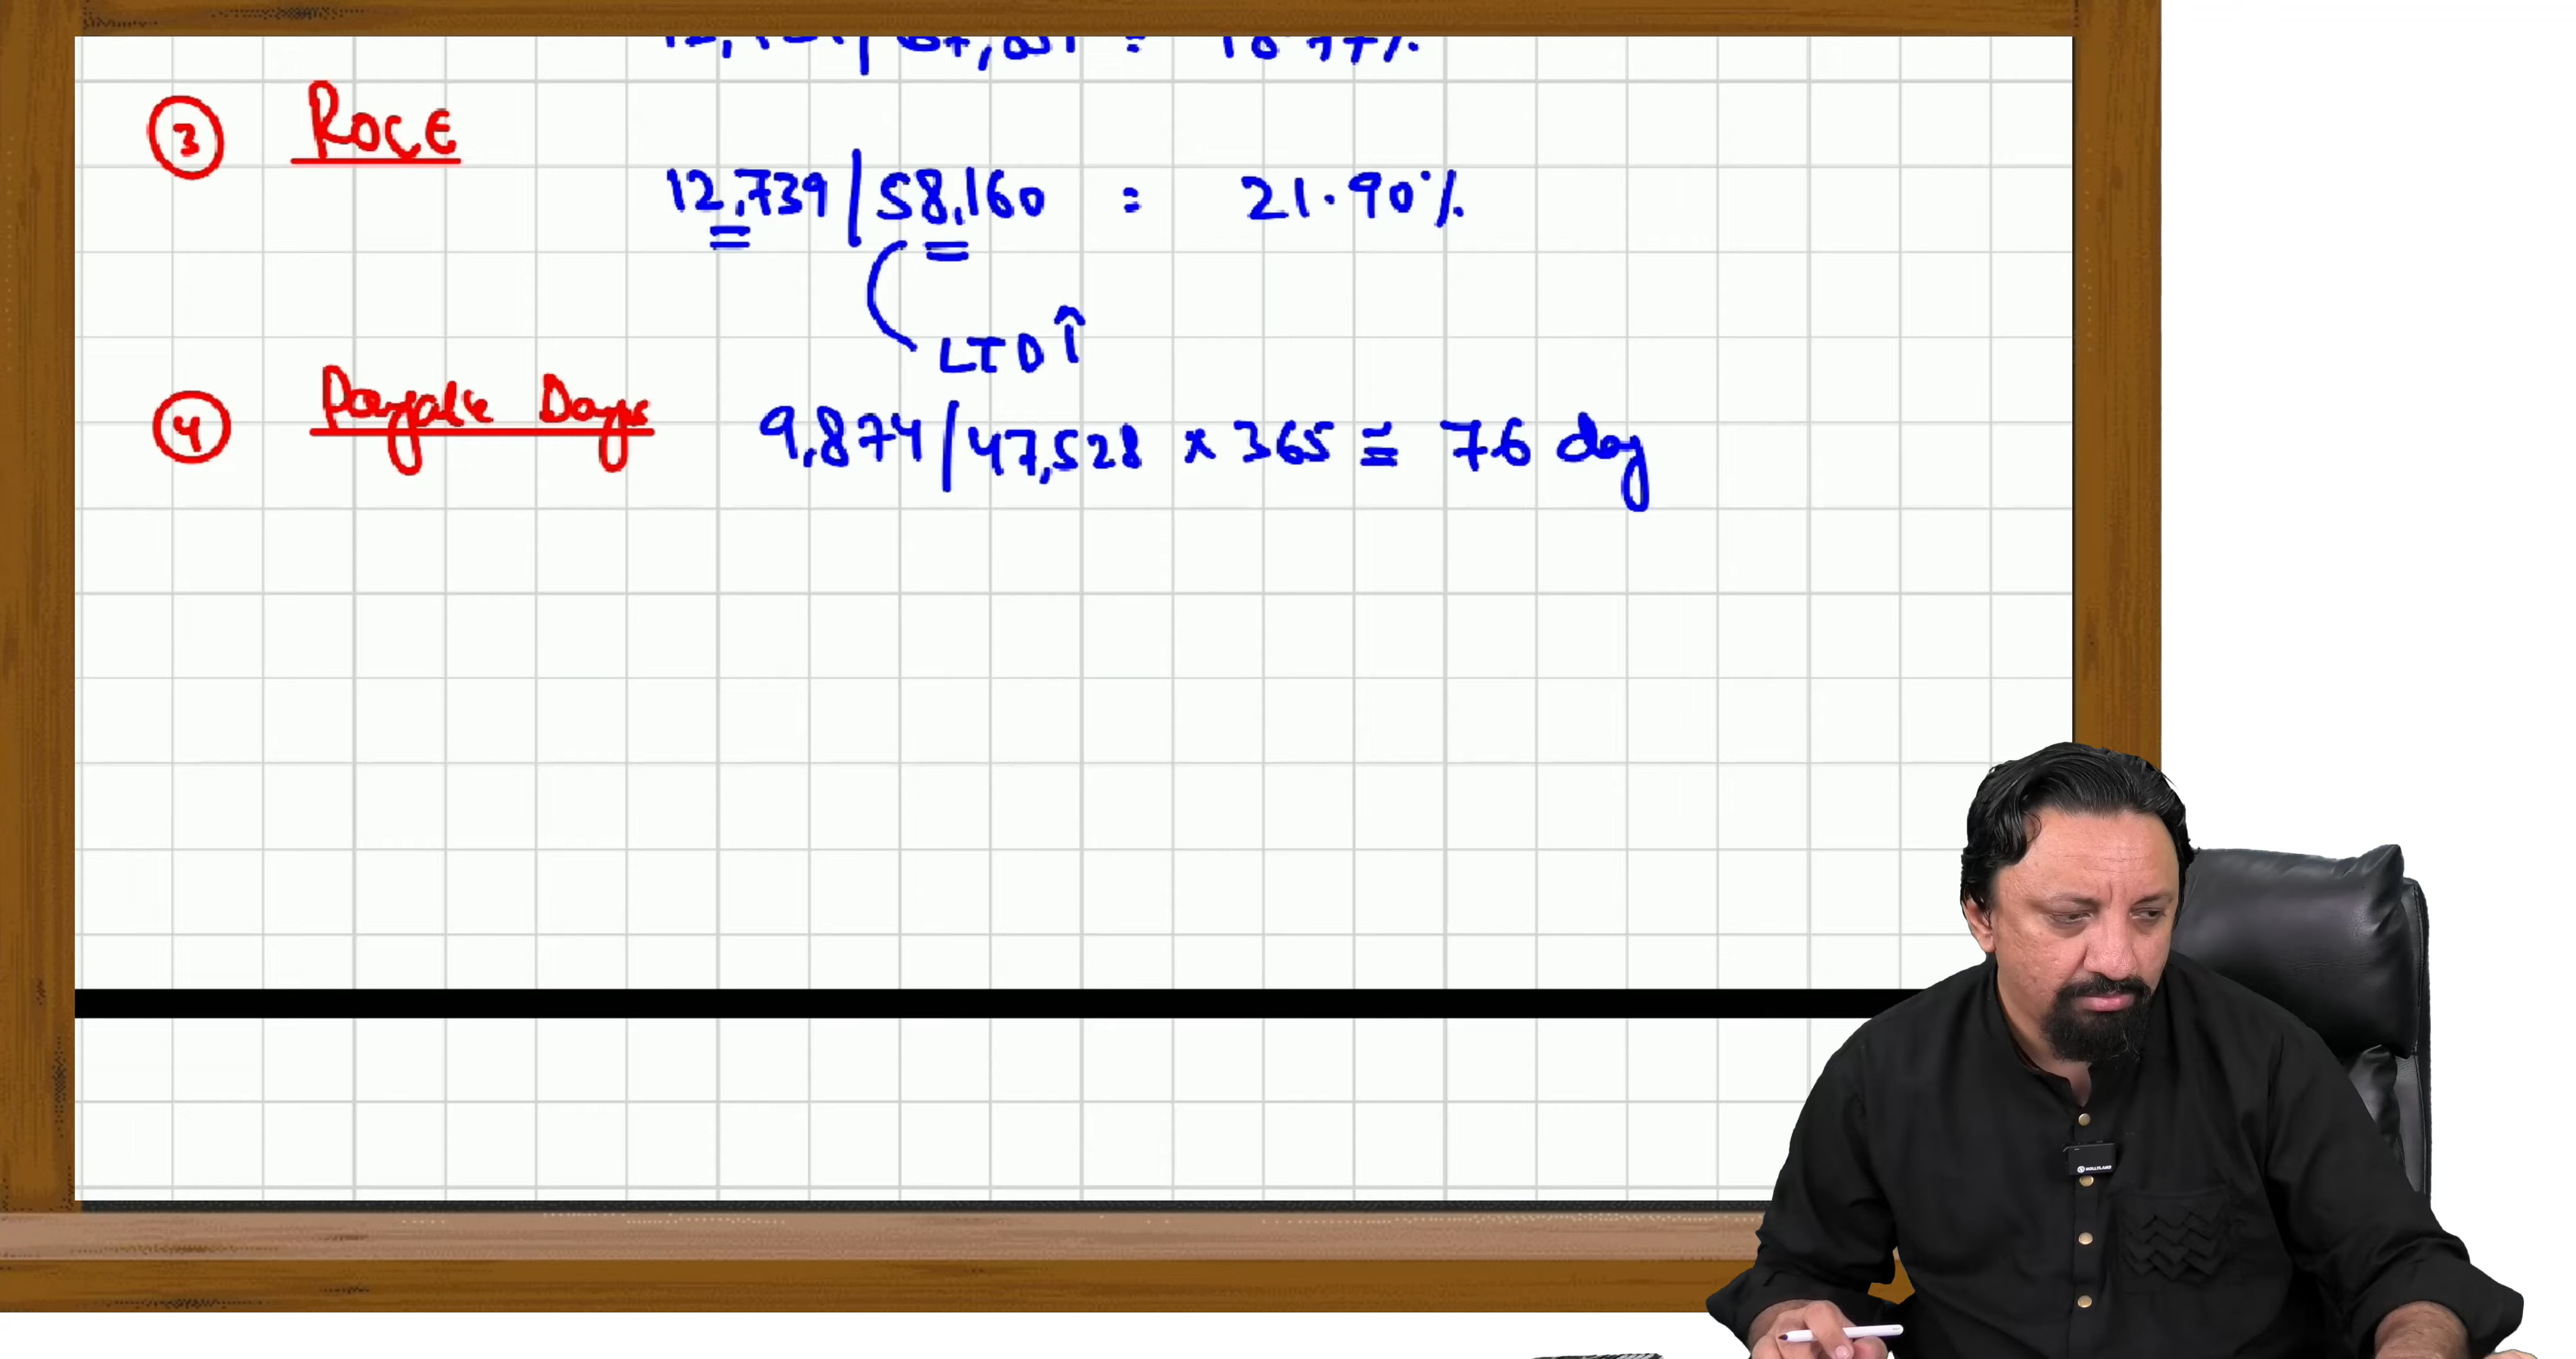 ③ ROCE
12,739 / 58,160 = 21.90%
LTD↑
④ Payable Days 9,874 / 47,528 x 365 ≅ 76 day
HOLLYLAND